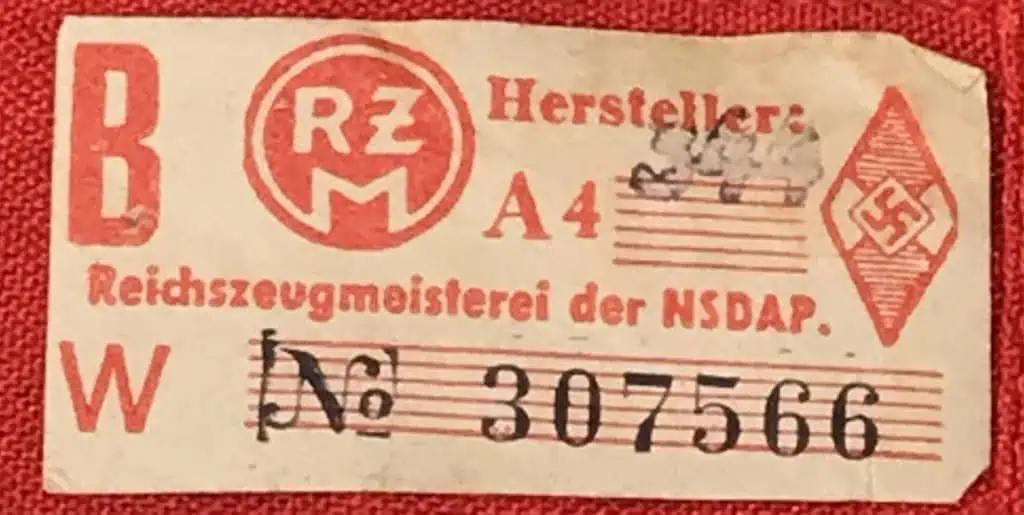 B
RZM
Hersteller:
A4
Reichszeugmeisterei der NSDAP.
W
No 307566